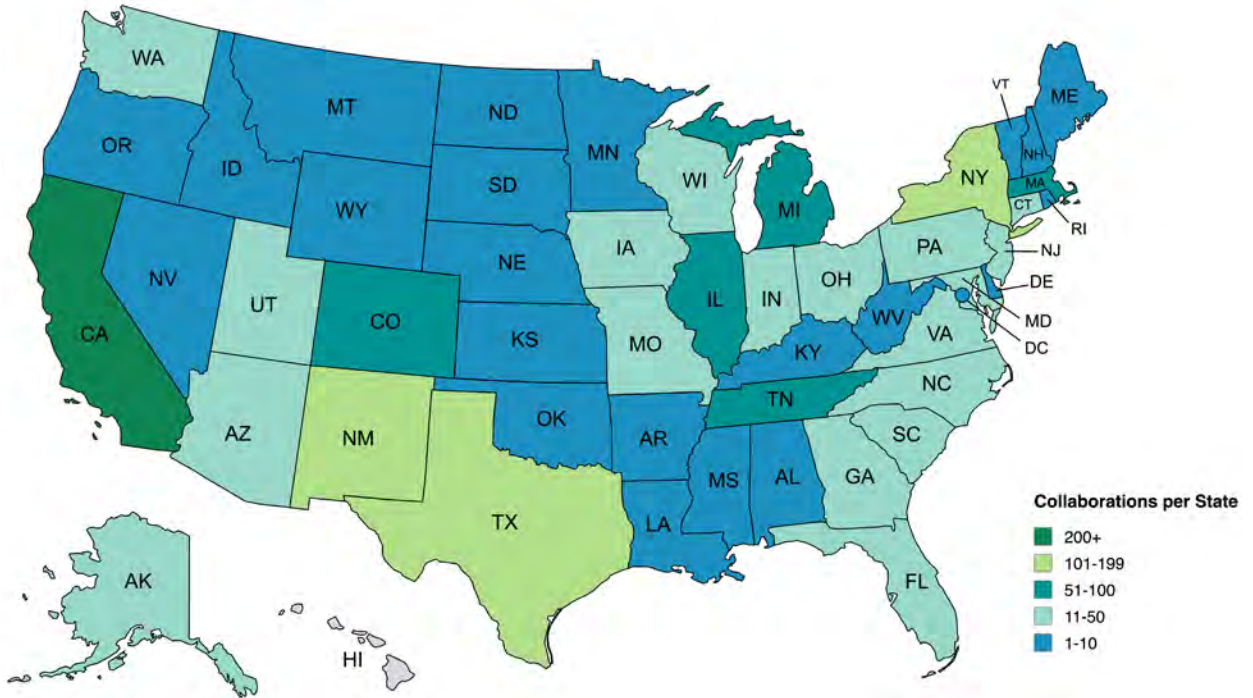 WA
MT
ND
MN
VT
ME
OR
ID
SD
WI
NH
NY
MA
WY
MI
CT
RI
IA
PA
NJ
NE
NV
OH
DE
UT
IL
IN
CO
WV
MD
CA
KS
MO
VA
DC
KY
NC
TN
AZ
NM
OK
AR
SC
MS
AL
GA
TX
LA
Collaborations per State
200+
101-199
51-100
11-50
1-10
AK
FL
HI